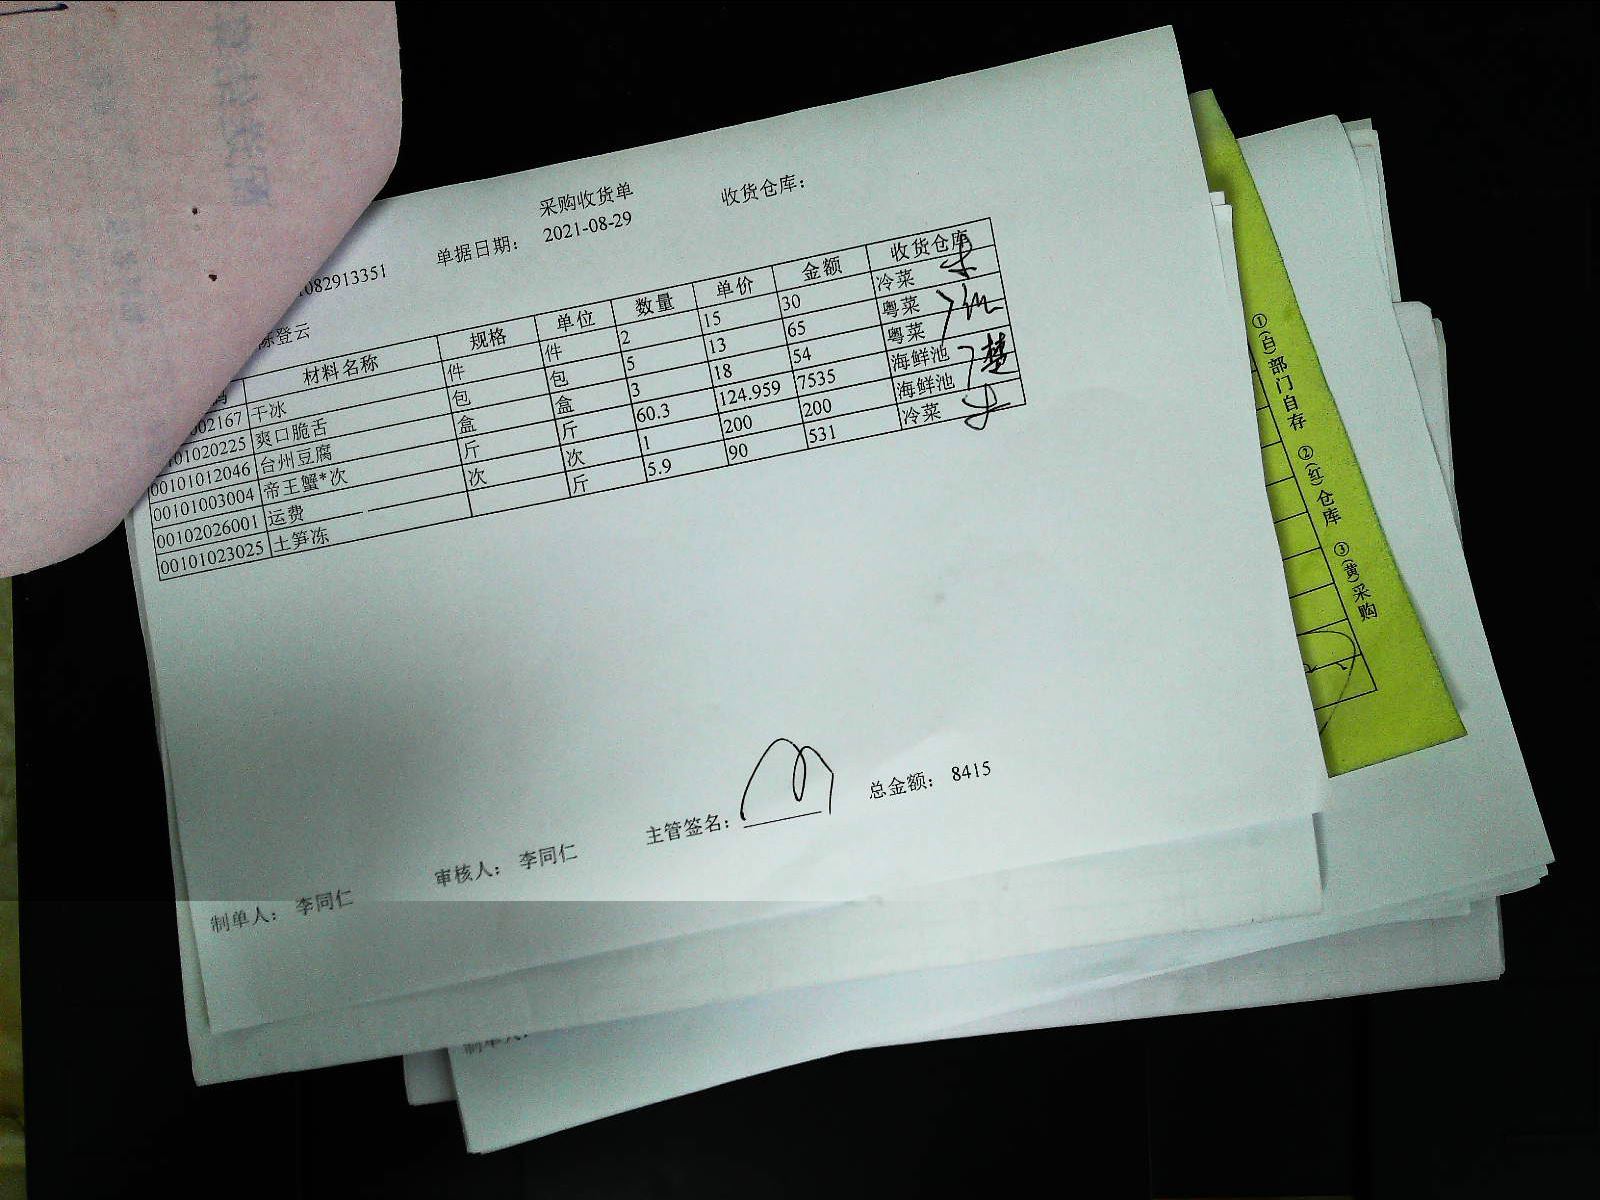 采购收货单
收货仓库：
单据日期： 2021-08-29
1082913351
陈登云
材料名称 规格 单位 数量 单价 金额 收货仓库
002167 干冰 件 件 2 15 30 冷菜
101020225 爽口脆舌 包 包 5 13 65 粤菜
00101012046 台州豆腐 盒 盒 3 18 54 粤菜
00101003004 帝王蟹*次 斤 斤 60.3 124.959 7535 海鲜池
00102026001 运费 次 次 1 200 200 海鲜池
00101023025 土笋冻 斤 5.9 90 531 冷菜
制单人： 李同仁 审核人： 李同仁 主管签名： 总金额： 8415
①(白)部门自存 ②(红)仓库 ③(黄)采购
制单人：